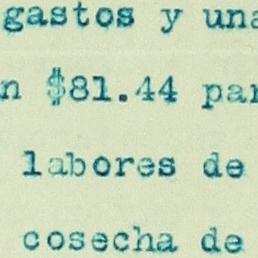 gastos y una
n $81.44 par
labores de
cosecha de